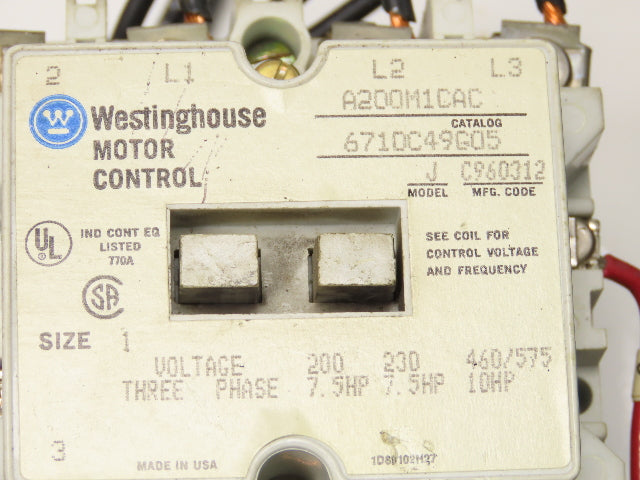 2 L1 L2 L3
A200M1CAC
W Westinghouse
MOTOR
CONTROL
CATALOG
6710C49G05
J C960312
MODEL MFG. CODE
UL
IND CONT EQ
LISTED
770A
SA
SEE COIL FOR
CONTROL VOLTAGE
AND FREQUENCY
SIZE 1
VOLTAGE 200 230 460/575
THREE PHASE 7.5HP 7.5HP 10HP
3
MADE IN USA